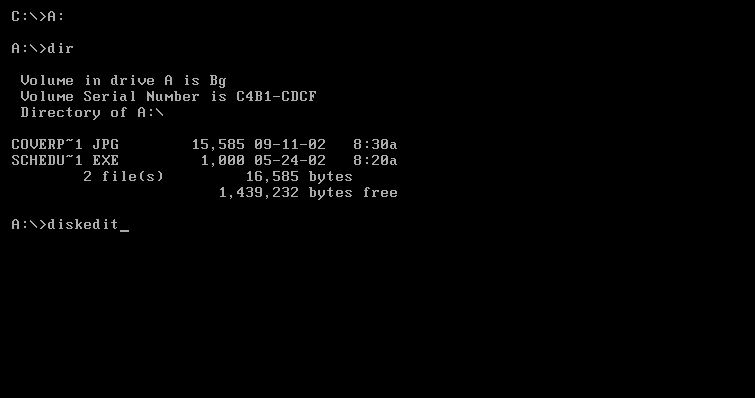 C:\>A:
A:\>dir
Volume in drive A is Bg
Volume Serial Number is C4B1-CDCF
Directory of A:\
COVERP~1 JPG 15,585 09-11-02 8:30a
SCHEDU~1 EXE 1,000 05-24-02 8:20a
2 file(s) 16,585 bytes
1,439,232 bytes free
A:\>diskedit_